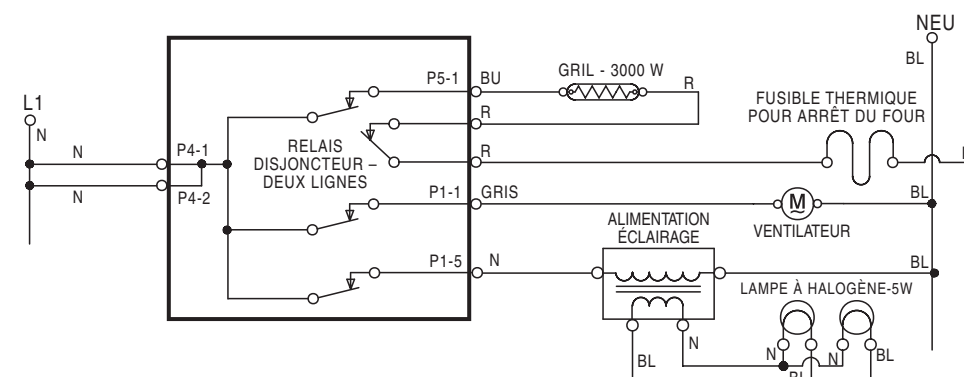 NEU
BL
L1
N
N
N
P4-1
P4-2
RELAIS
DISJONCTEUR –
DEUX LIGNES
P5-1
BU
GRIL - 3000 W
R
R
R
FUSIBLE THERMIQUE
POUR ARRÊT DU FOUR
P1-1
GRIS
M
VENTILATEUR
BL
ALIMENTATION
ÉCLAIRAGE
P1-5
N
BL
LAMPE À HALOGÈNE-5W
BL
N
N
BL
N
BL